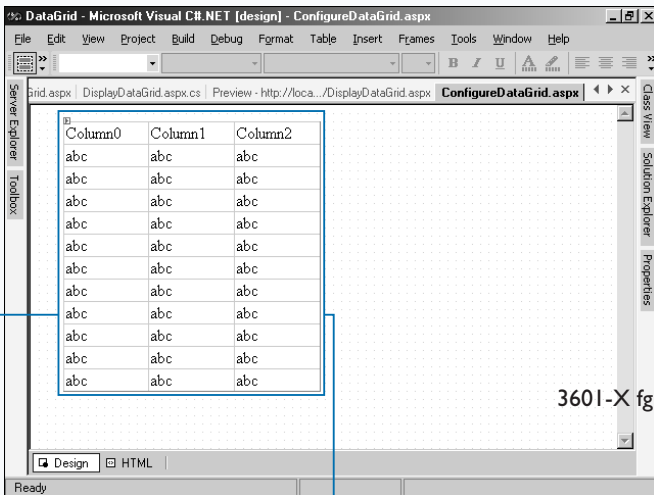 DataGrid - Microsoft Visual C#.NET [design] - ConfigureDataGrid.aspx
File Edit View Project Build Debug Format Table Insert Frames Tools Window Help
B I U A
Grid.aspx DisplayDataGrid.aspx.cs Preview - http://loca.../DisplayDataGrid.aspx ConfigureDataGrid.aspx
Server Explorer
Toolbox
Class View
Solution Explorer
Properties
Column0 Column1 Column2
abc abc abc
abc abc abc
abc abc abc
abc abc abc
abc abc abc
abc abc abc
abc abc abc
abc abc abc
abc abc abc
abc abc abc
abc abc abc
3601-X fg
Design HTML
Ready